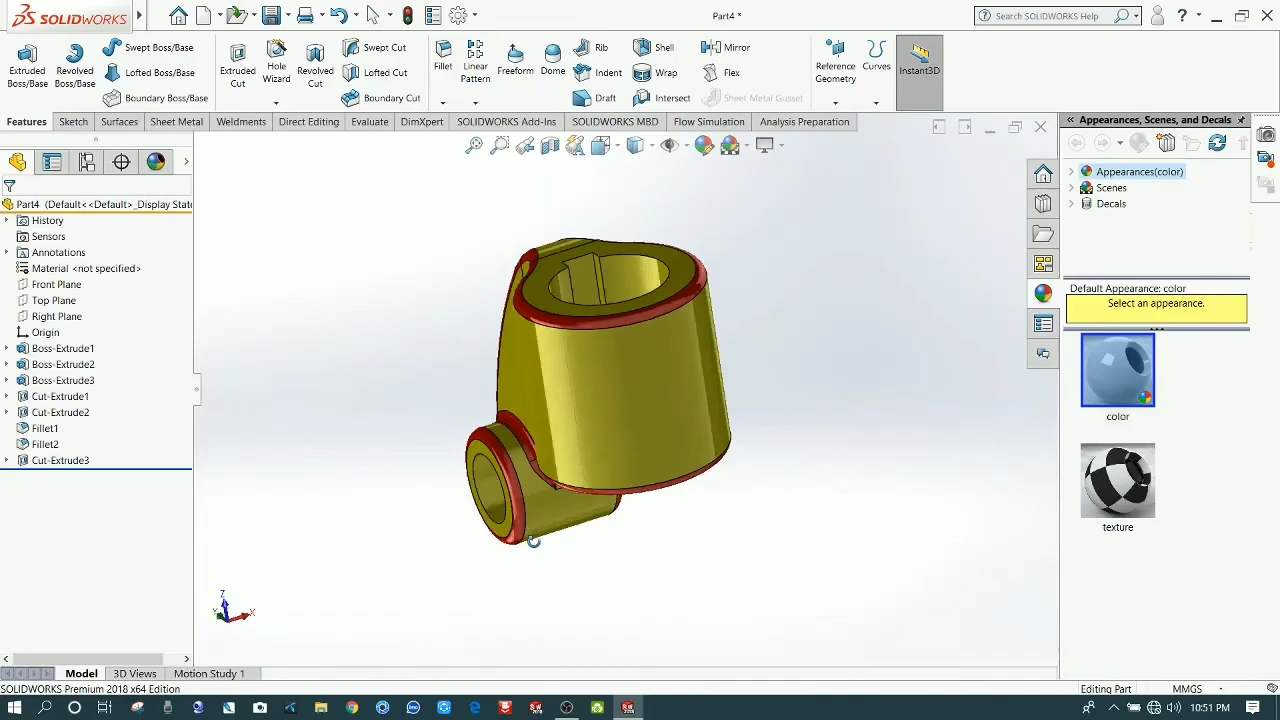 SOLIDWORKS
Part4 *
Search SOLIDWORKS Help
Extruded Boss/Base
Revolved Boss/Base
Swept Boss/Base
Lofted Boss/Base
Boundary Boss/Base
Extruded Cut
Hole Wizard
Revolved Cut
Swept Cut
Lofted Cut
Boundary Cut
Fillet
Linear Pattern
Freeform
Dome
Rib
Indent
Draft
Shell
Wrap
Intersect
Mirror
Flex
Sheet Metal Gusset
Reference Geometry
Curves
Instant3D
Features
Sketch
Surfaces
Sheet Metal
Weldments
Direct Editing
Evaluate
DimXpert
SOLIDWORKS Add-Ins
SOLIDWORKS MBD
Flow Simulation
Analysis Preparation
Part4 (Default<<Default>_Display State
History
Sensors
Annotations
Material <not specified>
Front Plane
Top Plane
Right Plane
Origin
Boss-Extrude1
Boss-Extrude2
Boss-Extrude3
Cut-Extrude1
Cut-Extrude2
Fillet1
Fillet2
Cut-Extrude3
Z
Y
X
Appearances, Scenes, and Decals
Appearances(color)
Scenes
Decals
Default Appearance: color
Select an appearance.
color
texture
Model
3D Views
Motion Study 1
SOLIDWORKS Premium 2018 x64 Edition
Editing Part
MMGS
10:51 PM